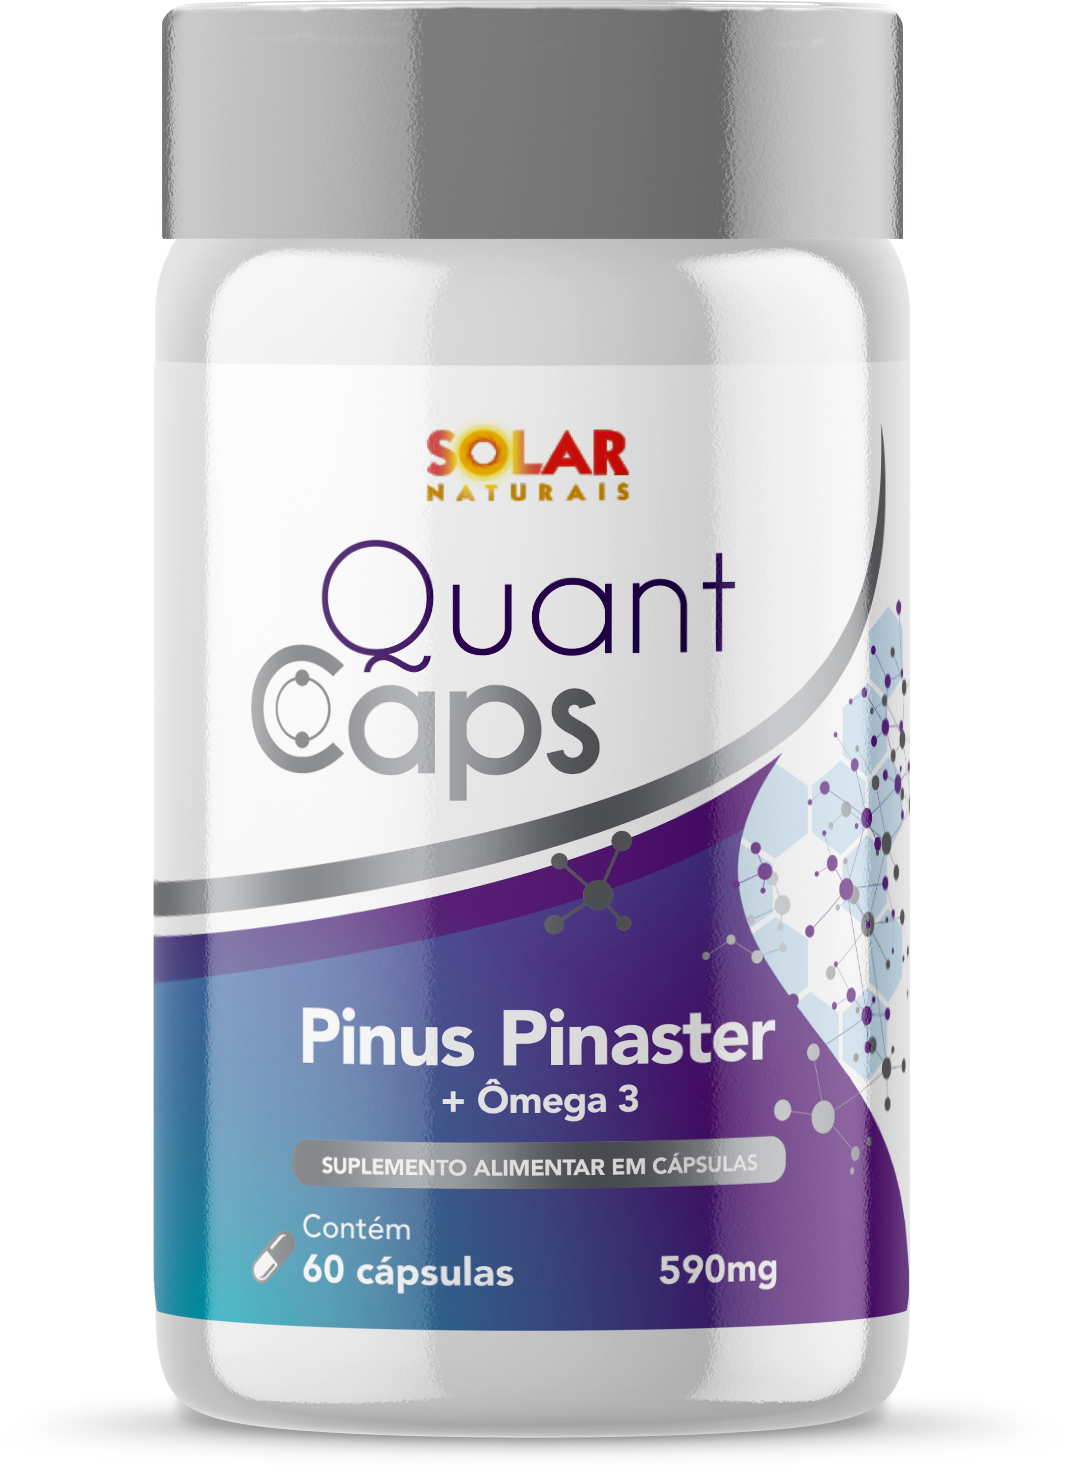 SOLAR
NATURAIS
Quant
Caps
Pinus Pinaster
+ Ômega 3
SUPLEMENTO ALIMENTAR EM CÁPSULAS
Contém
60 cápsulas
590mg